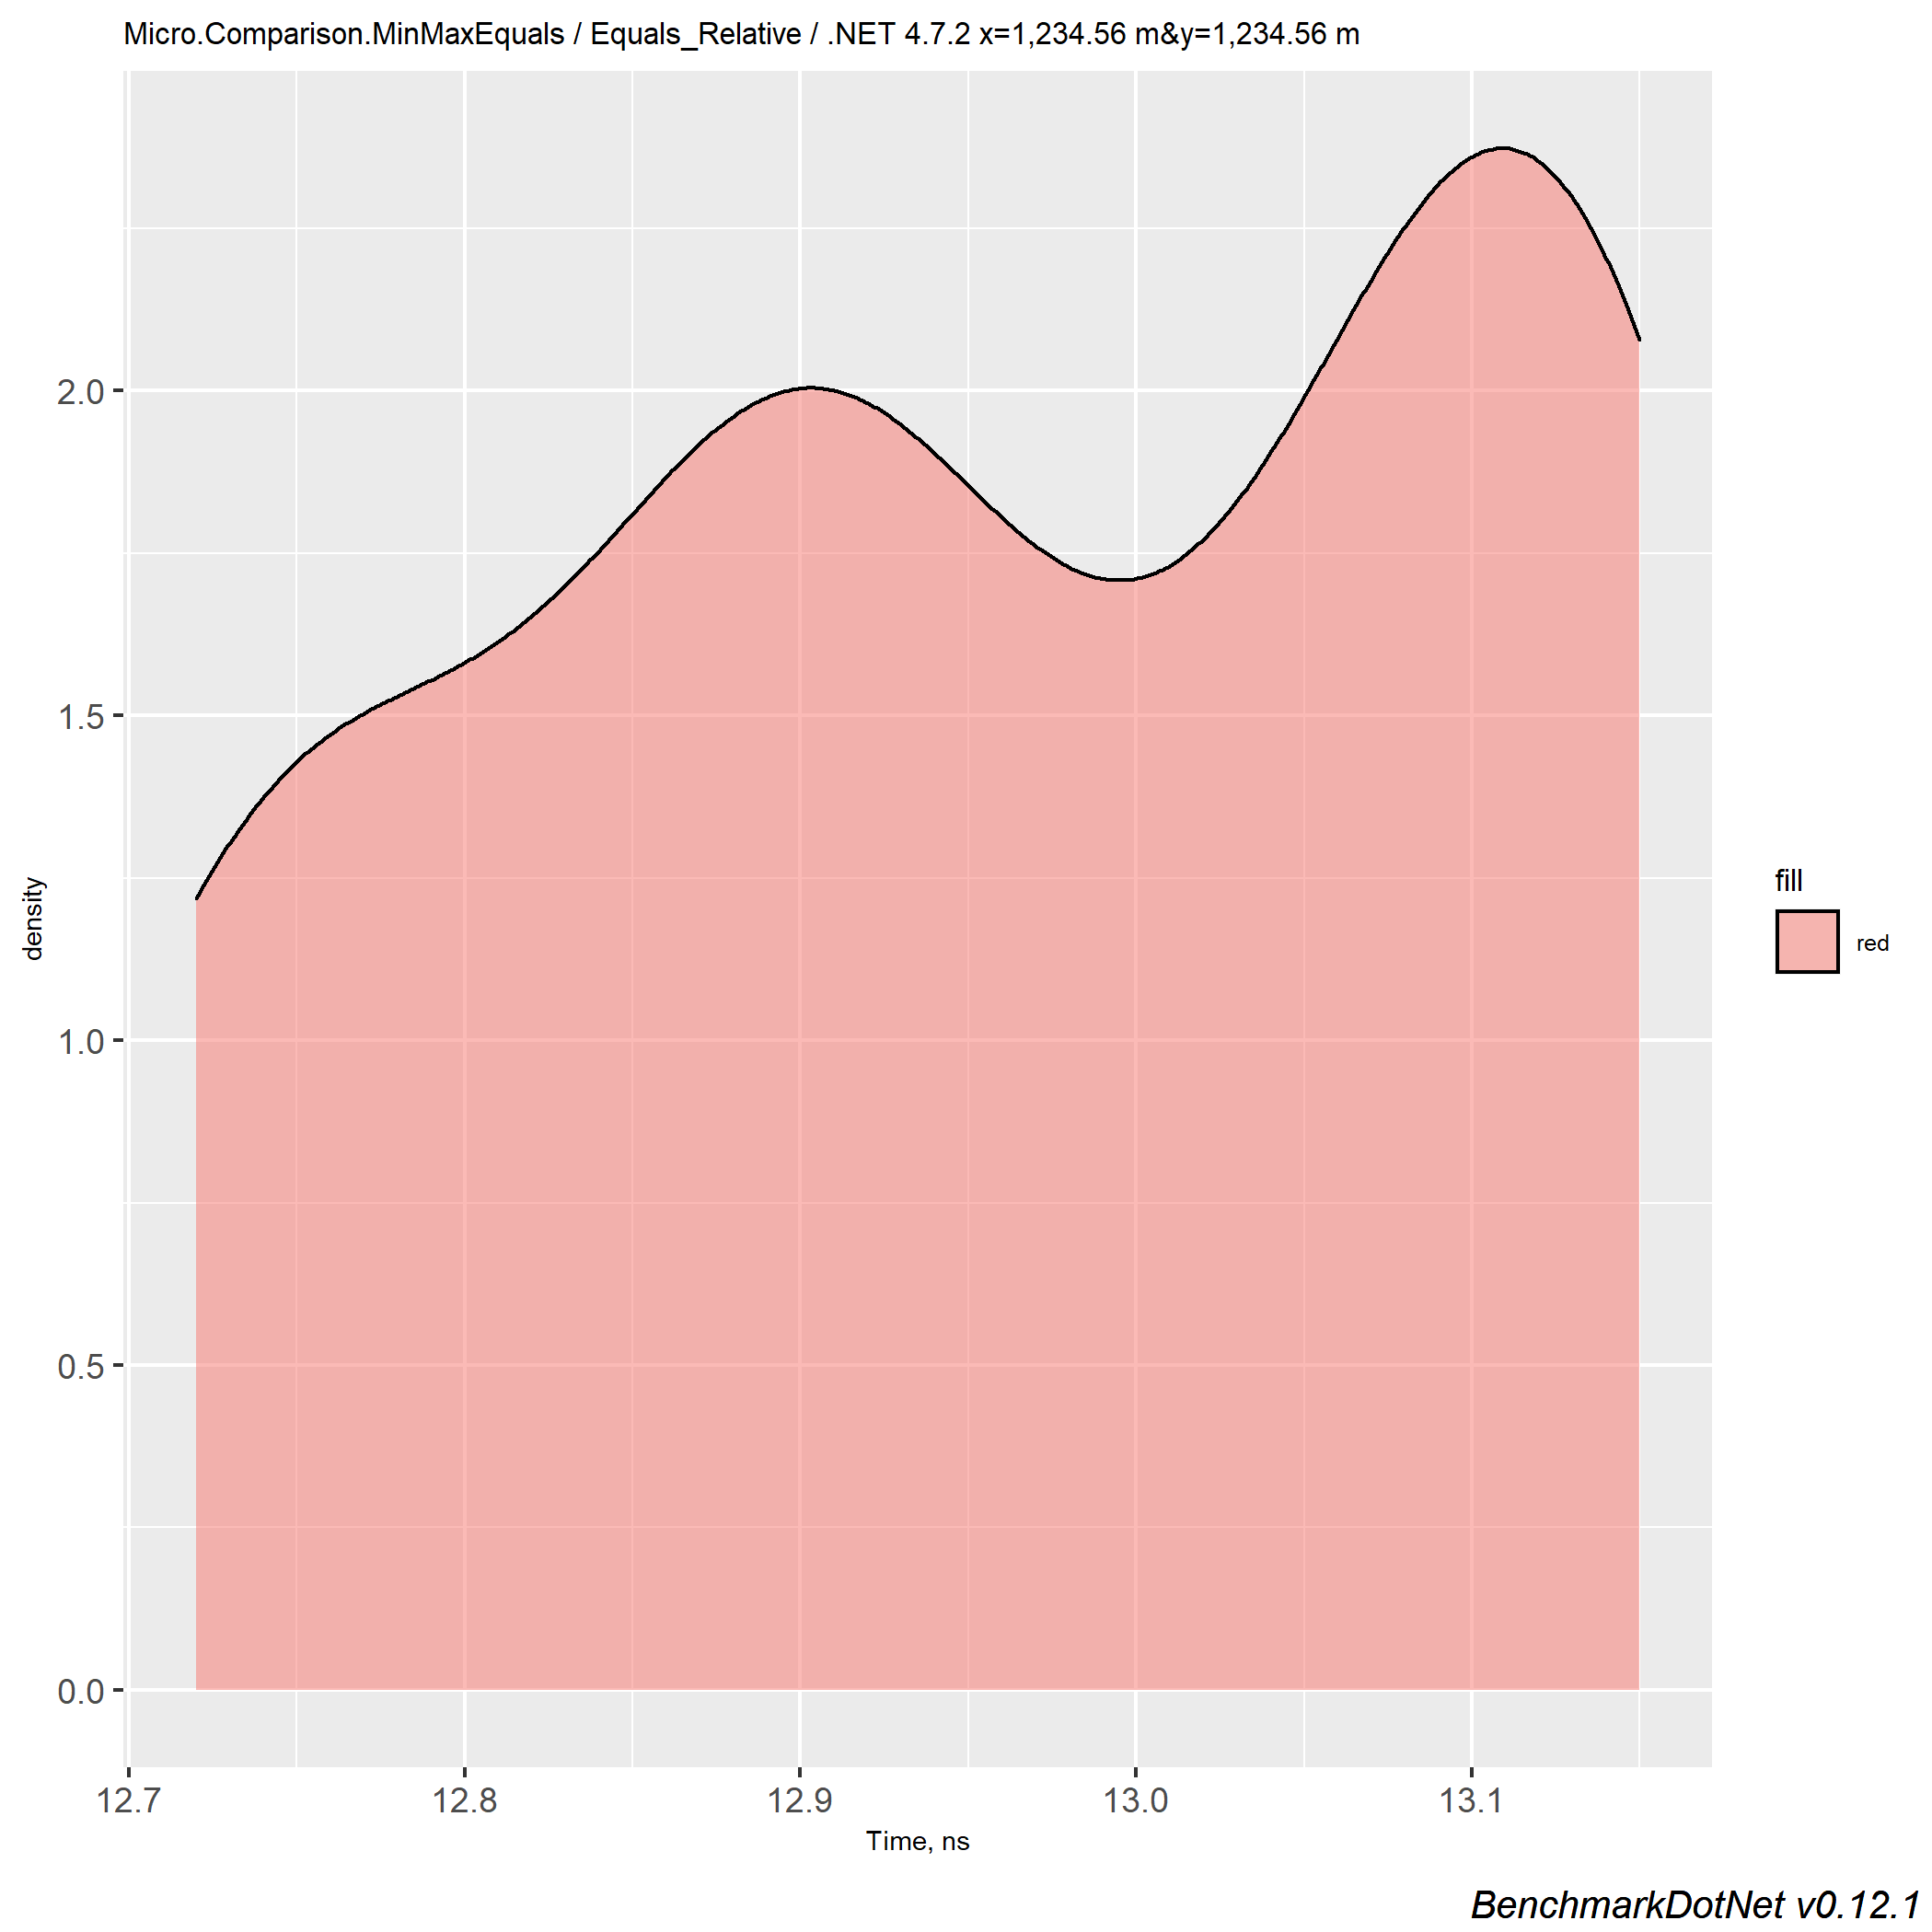 Micro.Comparison.MinMaxEquals / Equals_Relative / .NET 4.7.2 x=1,234.56 m&y=1,234.56 m
density
2.0
1.5
1.0
0.5
0.0
12.7 12.8 12.9 13.0 13.1
Time, ns
fill
red
BenchmarkDotNet v0.12.1